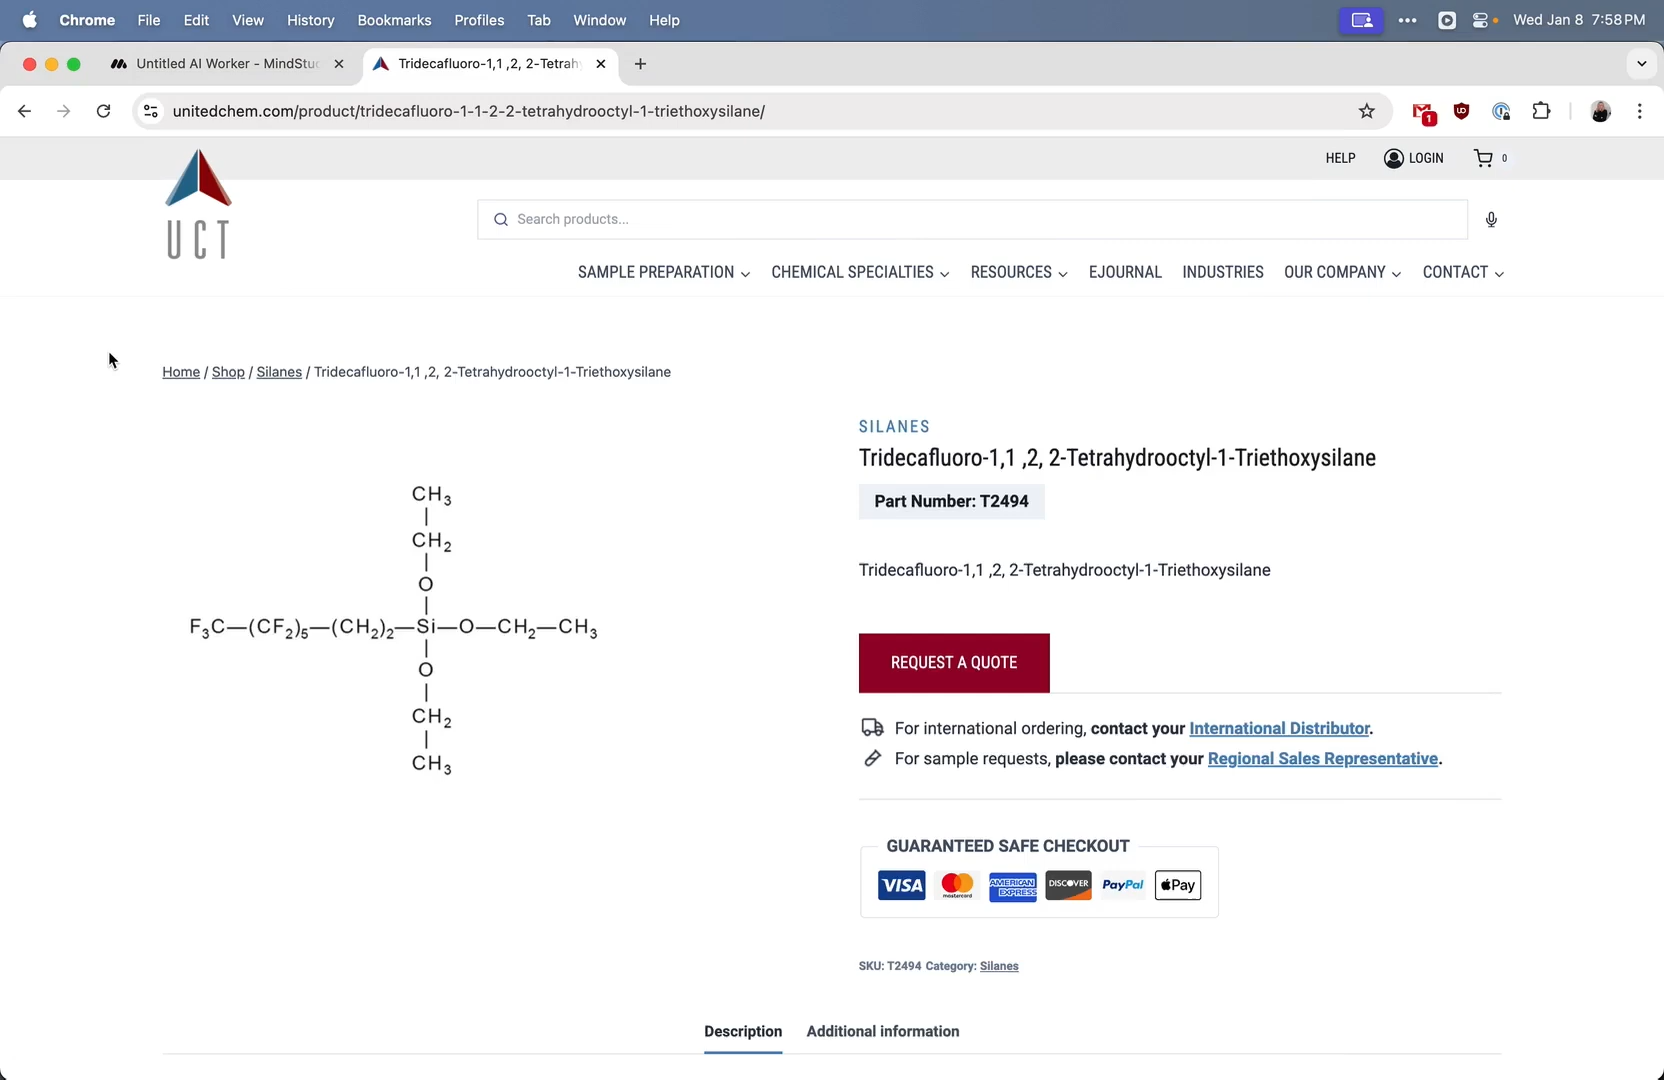 Chrome File Edit View History Bookmarks Profiles Tab Window Help Wed Jan 8 7:58 PM
Untitled AI Worker - MindStu Tridecafluoro-1,1 ,2, 2-Tetrah
unitedchem.com/product/tridecafluoro-1-1-2-2-tetrahydrooctyl-1-triethoxysilane/ 1
HELP LOGIN 0
UCT
Search products...
SAMPLE PREPARATION CHEMICAL SPECIALTIES RESOURCES EJOURNAL INDUSTRIES OUR COMPANY CONTACT
Home / Shop / Silanes / Tridecafluoro-1,1 ,2, 2-Tetrahydrooctyl-1-Triethoxysilane
CH3
CH2
O
F3C—(CF2)5—(CH2)2—Si—O—CH2—CH3
O
CH2
CH3
SILANES
Tridecafluoro-1,1 ,2, 2-Tetrahydrooctyl-1-Triethoxysilane
Part Number: T2494
Tridecafluoro-1,1 ,2, 2-Tetrahydrooctyl-1-Triethoxysilane
REQUEST A QUOTE
For international ordering, contact your International Distributor.
For sample requests, please contact your Regional Sales Representative.
GUARANTEED SAFE CHECKOUT
VISA mastercard AMERICAN EXPRESS DISCOVER PayPal Pay
SKU: T2494 Category: Silanes
Description Additional information